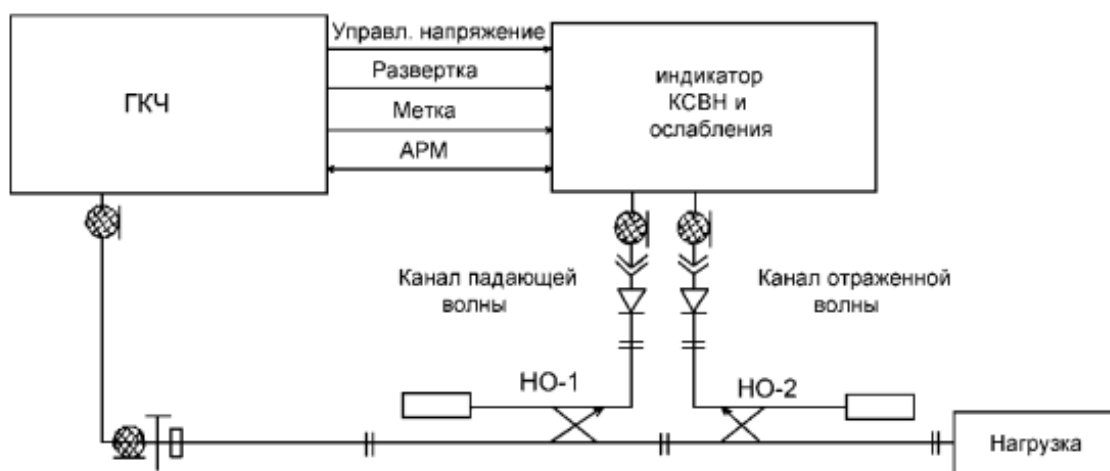 Управл. напряжение
Развертка
Метка
АРМ
ГКЧ
индикатор
КСВН и
ослабления
Канал падающей
волны
Канал отраженной
волны
НО-1
НО-2
Нагрузка